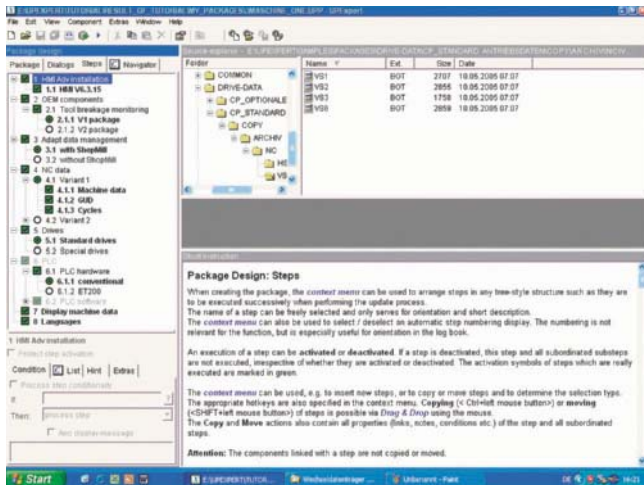 File Edit View Component Extras Window Help
Package design
Package Dialogs Steps Navigator
1 HMI Adv installation
1.1 HMI V6.3.15
2 OEM components
2.1 Tool breakage monitoring
2.1.1 V1 package
2.1.2 V2 package
3 Adapt data management
3.1 with ShopMill
3.2 without ShopMill
4 NC data
4.1 Variant 1
4.1.1 Machine data
4.1.2 GUD
4.1.3 Cycles
4.2 Variant 2
5 Drives
5.1 Standard drives
5.2 Special drives
6 PLC
6.1 PLC hardware
6.1.1 conventional
6.1.2 ET200
6.2 PLC software
7 Display machine data
8 Languages
1 HMI Adv installation
Protect step activation
Condition List Hint Extras
Process step conditionally
If:
Then: process step
Folder
COMMON
DRIVE-DATA
CP_OPTIONALE
CP_STANDARD
COPY
ARCHIV
NC
HS
VS
Name Ext. Size Date
VS1 BOT 2707 18.05.2005 07:07
VS2 BOT 2855 18.05.2005 07:07
VS3 BOT 1758 18.05.2005 07:07
BOT 2859 18.05.2005 07:07
Package Design: Steps
When creating the package, the context menu can be used to arrange steps in any tree-style structure such as they are
to be executed successively when performing the update process.
The name of a step can be freely selected and only serves for orientation and short description.
The context menu can also be used to select / deselect an automatic step numbering display. The numbering is not
relevant for the function, but is especially useful for orientation in the log book.
An execution of a step can be activated or deactivated. If a step is deactivated, this step and all subordinated substeps
are not executed, irrespective of whether they are activated or deactivated. The activation symbols of steps which are really
executed are marked in green.
The context menu can be used, e.g. to insert new steps, or to copy or move steps and to determine the selection type.
The appropriate hotkeys are also specified in the context menu. Copying (< Ctrl+left mouse button>) or moving
(<SHIFT+left mouse button>) of steps is possible via Drag & Drop using the mouse.
The Copy and Move actions also contain all properties (links, notes, conditions etc.) of the step and all subordinated
steps.
Attention: The components linked with a step are not copied or moved.
Start
Wechseldatenträger ...
Unbenannt - Paint
DE